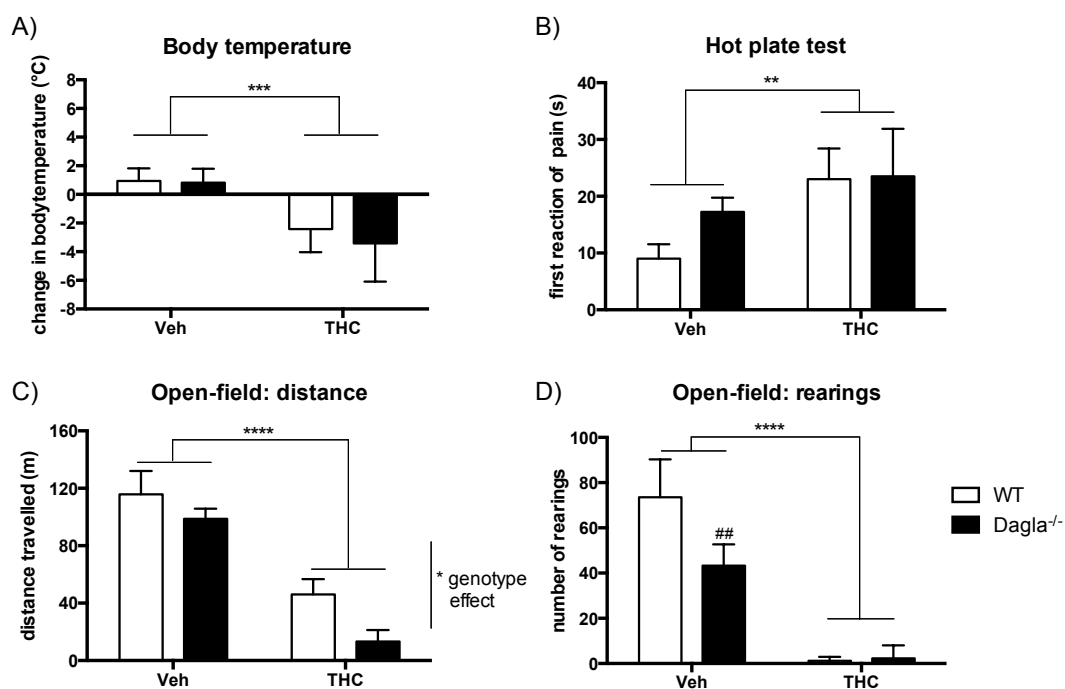 A)
Body temperature
change in bodytemperature (°C)
8
6
4
2
0
-2
-4
-6
-8
***
Veh
THC
B)
Hot plate test
first reaction of pain (s)
40
30
20
10
0
**
Veh
THC
C)
Open-field: distance
distance travelled (m)
160
120
80
40
0
****
* genotype
effect
Veh
THC
D)
Open-field: rearings
number of rearings
100
80
60
40
20
0
****
##
Veh
THC
WT
Dagla-/-